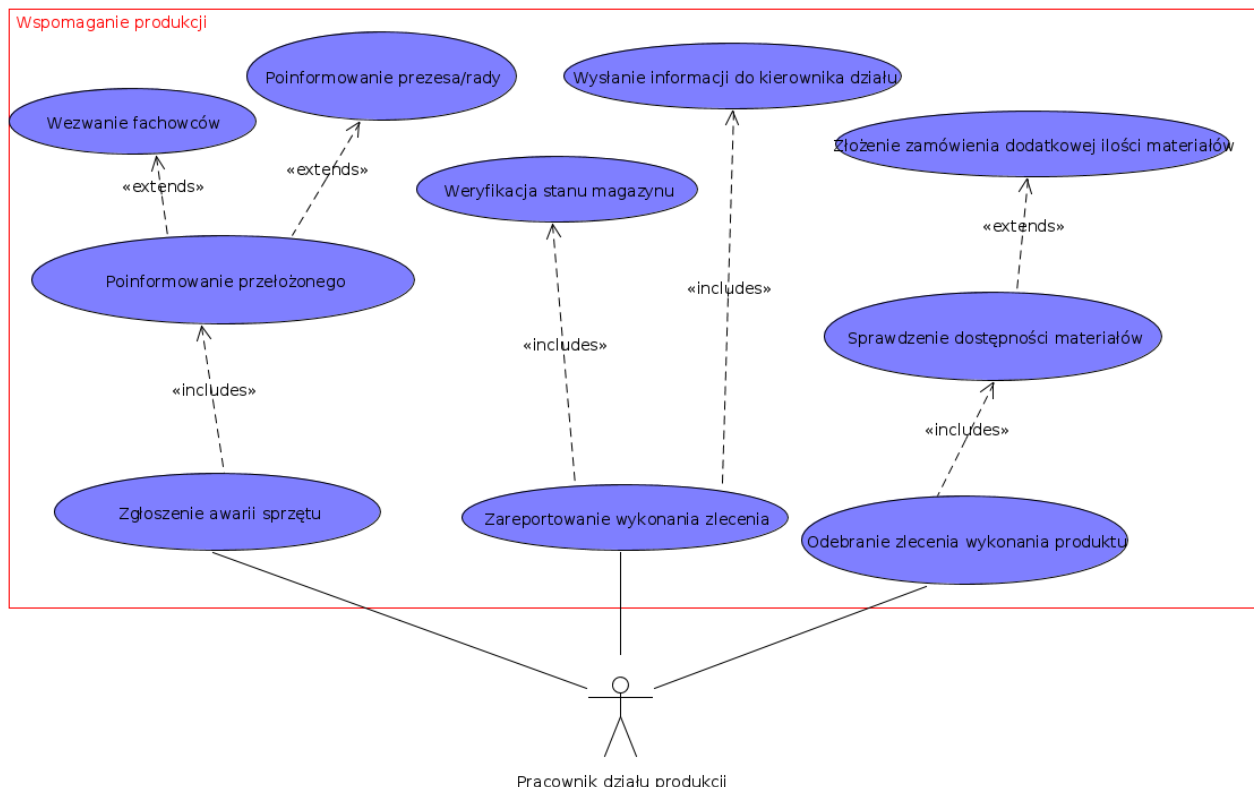 Wspomaganie produkcji
Poinformowanie prezesa/rady
Wysłanie informacji do kierownika działu
Wezwanie fachowców
Złożenie zamówienia dodatkowej ilości materiałów
«extends»
«extends»
Weryfikacja stanu magazynu
«extends»
Poinformowanie przełożonego
«includes»
Sprawdzenie dostępności materiałów
«includes»
«includes»
«includes»
Zgłoszenie awarii sprzętu
Zareportowanie wykonania zlecenia
Odebranie zlecenia wykonania produktu
Pracownik działu produkcji